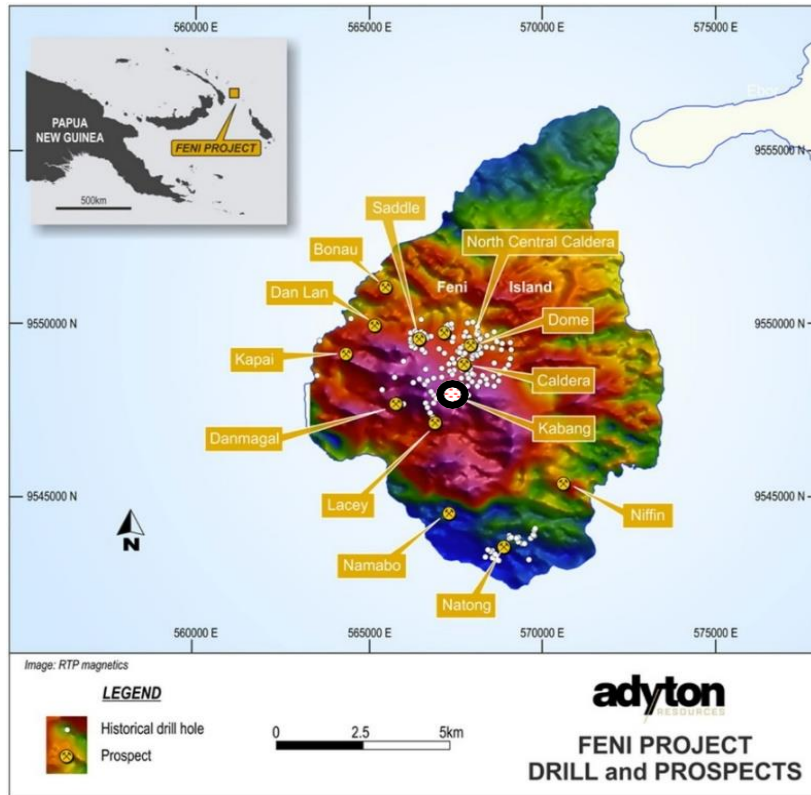 560000 E
565000 E
570000 E
575000 E
PAPUA
NEW GUINEA
FENI PROJECT
500km
9555000 N
9555000 N
Saddle
North Central Caldera
Bonau
Feni Island
Dan Lan
Dome
9550000 N
9550000 N
Kapai
Caldera
Danmagal
Kabang
Lacey
9545000 N
9545000 N
Niffin
N
Namabo
Natong
560000 E
565000 E
570000 E
575000 E
Image: RTP magnetics
LEGEND
Historical drill hole
Prospect
0 2.5 5km
adyton
RESOURCES
FENI PROJECT
DRILL and PROSPECTS